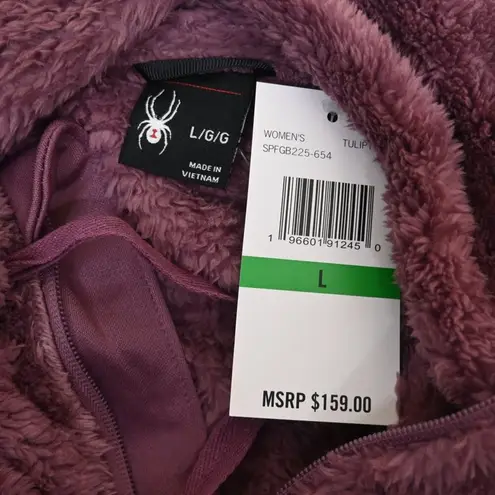 L/G/G
MADE IN
VIETNAM
WOMEN'S TULIP
SPFGB225-654
1 96601 91245 0
L
MSRP $159.00